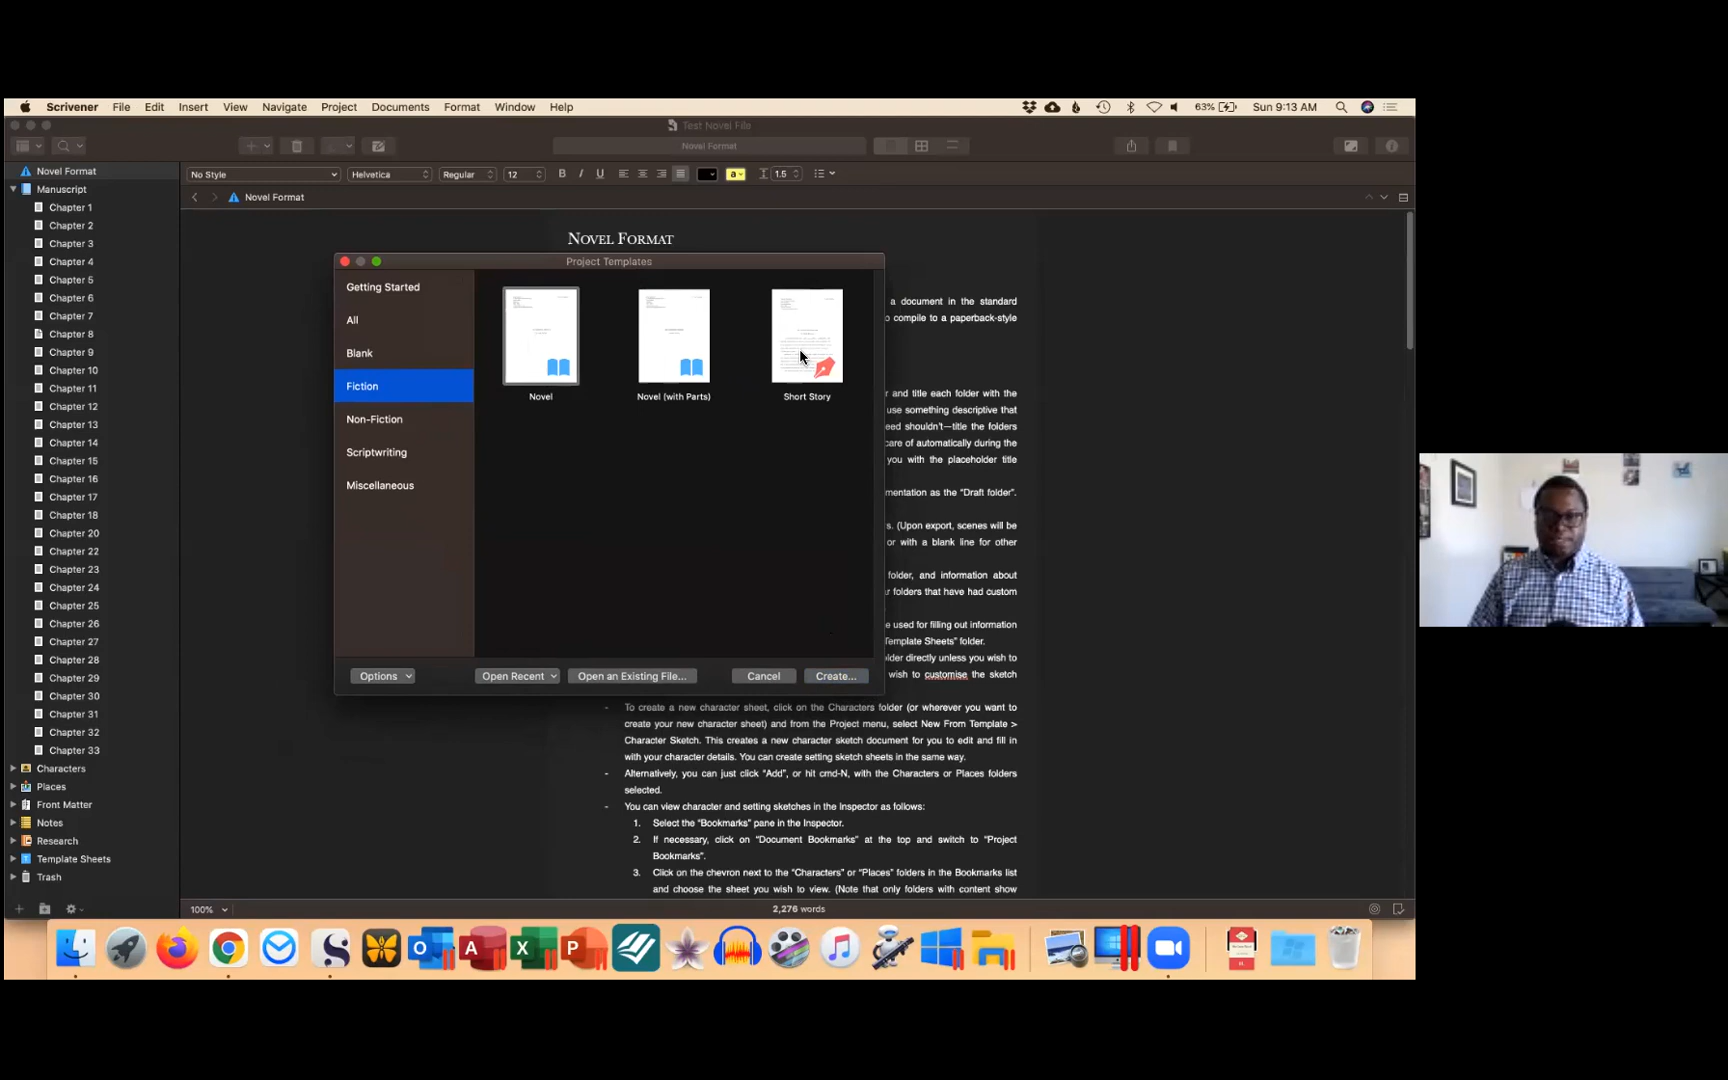 Scrivener File Edit Insert View Navigate Project Documents Format Window Help 63% Sun 9:13 AM
Test Novel File
Novel Format
No Style Helvetica Regular 12 B I U a 1.5
Novel Format
Novel Format
Manuscript
Chapter 1
Chapter 2
Chapter 3
Chapter 4
Chapter 5
Chapter 6
Chapter 7
Chapter 8
Chapter 9
Chapter 10
Chapter 11
Chapter 12
Chapter 13
Chapter 14
Chapter 15
Chapter 16
Chapter 17
Chapter 18
Chapter 20
Chapter 22
Chapter 23
Chapter 24
Chapter 25
Chapter 26
Chapter 27
Chapter 28
Chapter 29
Chapter 30
Chapter 31
Chapter 32
Chapter 33
Characters
Places
Front Matter
Notes
Research
Template Sheets
Trash
NOVEL FORMAT
Project Templates
Getting Started
All
Blank
Fiction
Non-Fiction
Scriptwriting
Miscellaneous
Novel
Novel (with Parts)
Short Story
Options Open Recent Open an Existing File... Cancel Create...
a document in the standard
o compile to a paperback-style
r and title each folder with the
use something descriptive that
eed shouldn't—title the folders
care of automatically during the
you with the placeholder title
mentation as the “Draft folder”.
s. (Upon export, scenes will be
or with a blank line for other
folder, and information about
ar folders that have had custom
e used for filling out information
Template Sheets” folder.
older directly unless you wish to
wish to customise the sketch
- To create a new character sheet, click on the Characters folder (or wherever you want to
create your new character sheet) and from the Project menu, select New From Template >
Character Sketch. This creates a new character sketch document for you to edit and fill in
with your character details. You can create setting sketch sheets in the same way.
- Alternatively, you can just click “Add”, or hit cmd-N, with the Characters or Places folders
selected.
- You can view character and setting sketches in the Inspector as follows:
1. Select the “Bookmarks” pane in the Inspector.
2. If necessary, click on “Document Bookmarks” at the top and switch to “Project
Bookmarks”.
3. Click on the chevron next to the “Characters” or “Places” folders in the Bookmarks list
and choose the sheet you wish to view. (Note that only folders with content show
100%
2,276 words